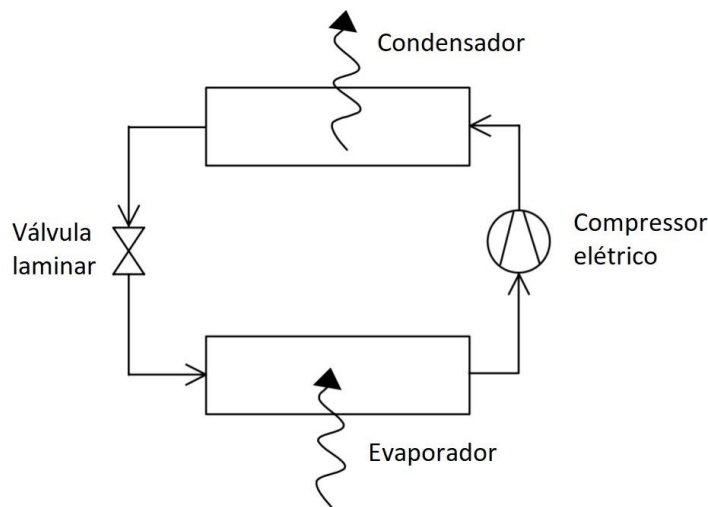 Condensador
Válvula
laminar
Compressor
elétrico
Evaporador